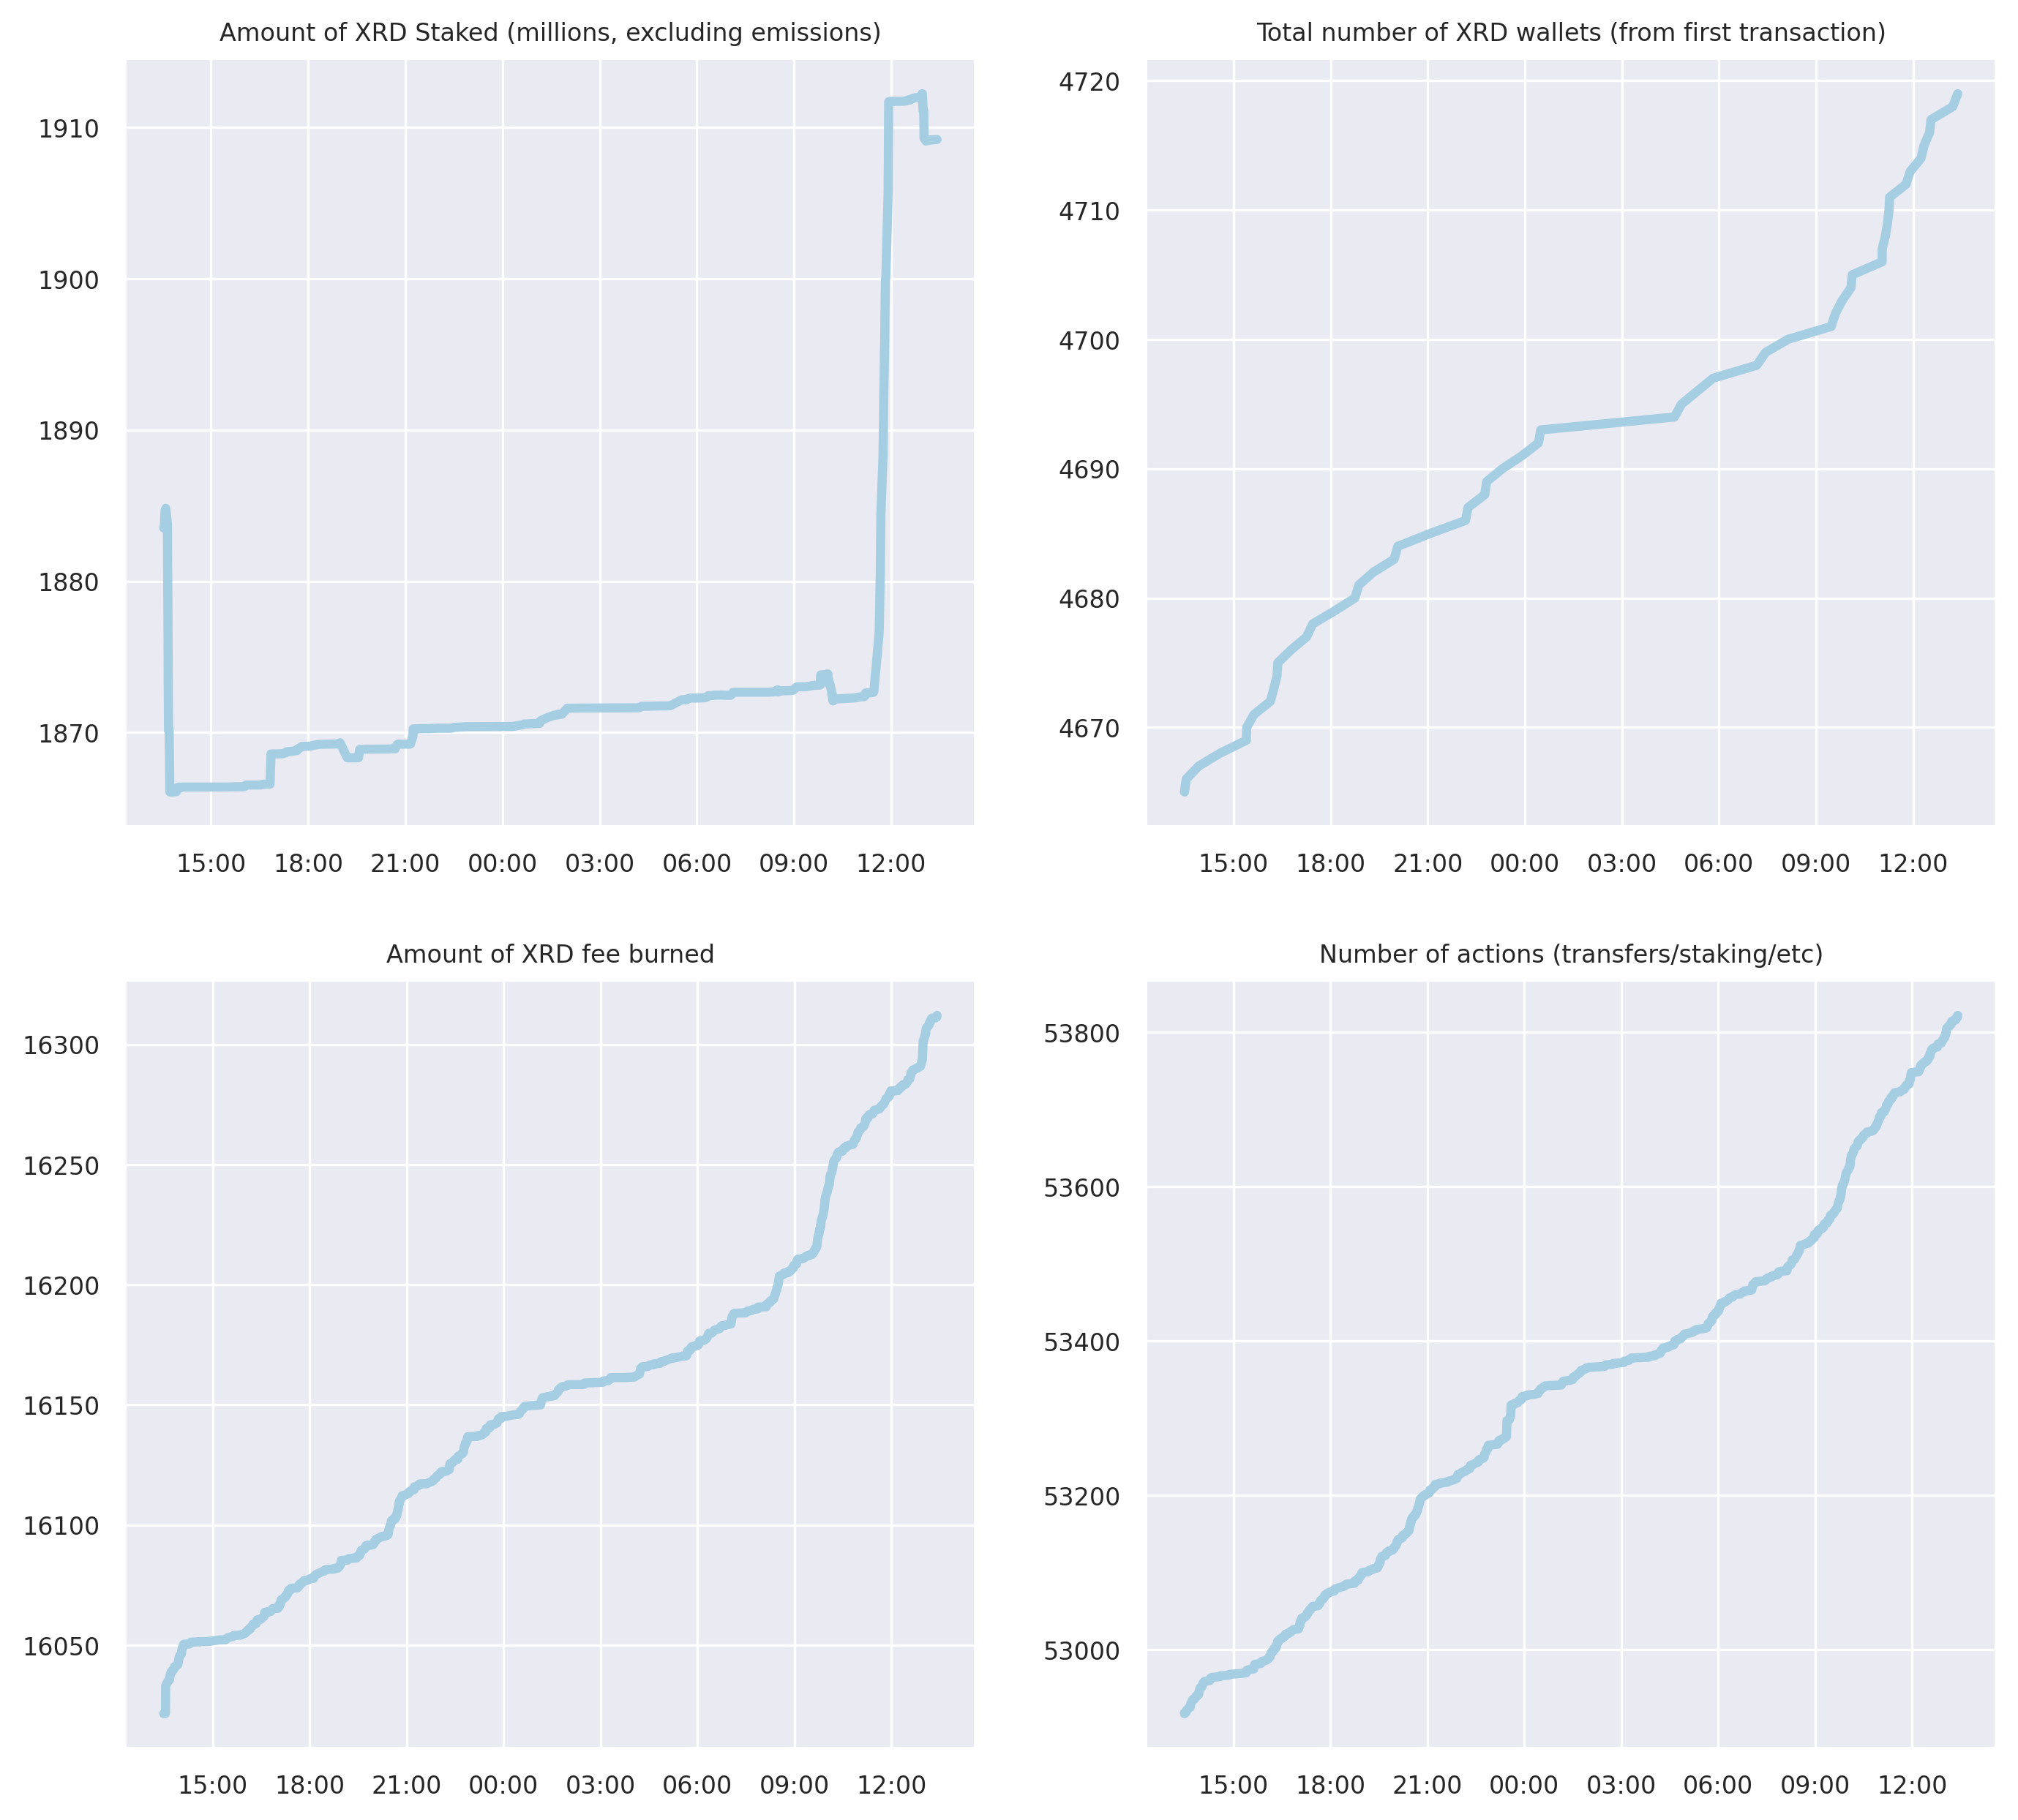 Amount of XRD Staked (millions, excluding emissions)
1910
1900
1890
1880
1870
15:00 18:00 21:00 00:00 03:00 06:00 09:00 12:00
Total number of XRD wallets (from first transaction)
4720
4710
4700
4690
4680
4670
15:00 18:00 21:00 00:00 03:00 06:00 09:00 12:00
Amount of XRD fee burned
16300
16250
16200
16150
16100
16050
15:00 18:00 21:00 00:00 03:00 06:00 09:00 12:00
Number of actions (transfers/staking/etc)
53800
53600
53400
53200
53000
15:00 18:00 21:00 00:00 03:00 06:00 09:00 12:00